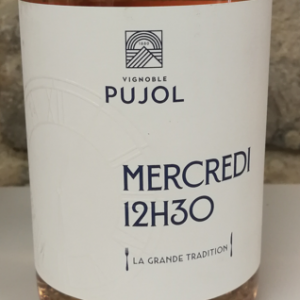 VIGNOBLE
PUJOL
MERCREDI
12H30
LA GRANDE TRADITION